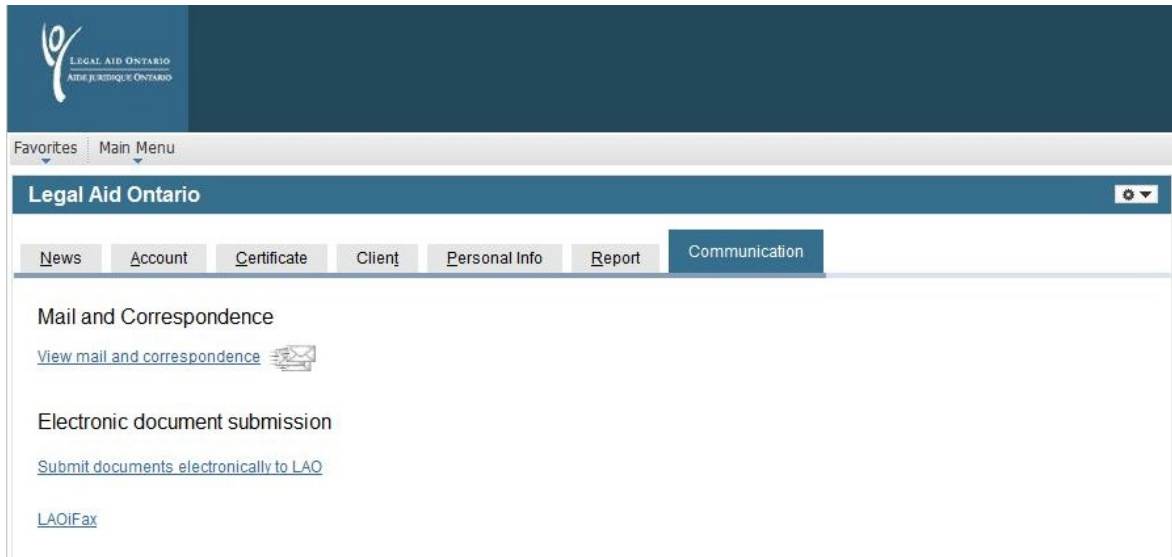 LEGAL AID ONTARIO
AIDE JURIDIQUE ONTARIO
Favorites Main Menu
Legal Aid Ontario
News Account Certificate Client Personal Info Report Communication
Mail and Correspondence
View mail and correspondence
Electronic document submission
Submit documents electronically to LAO
LAOiFax